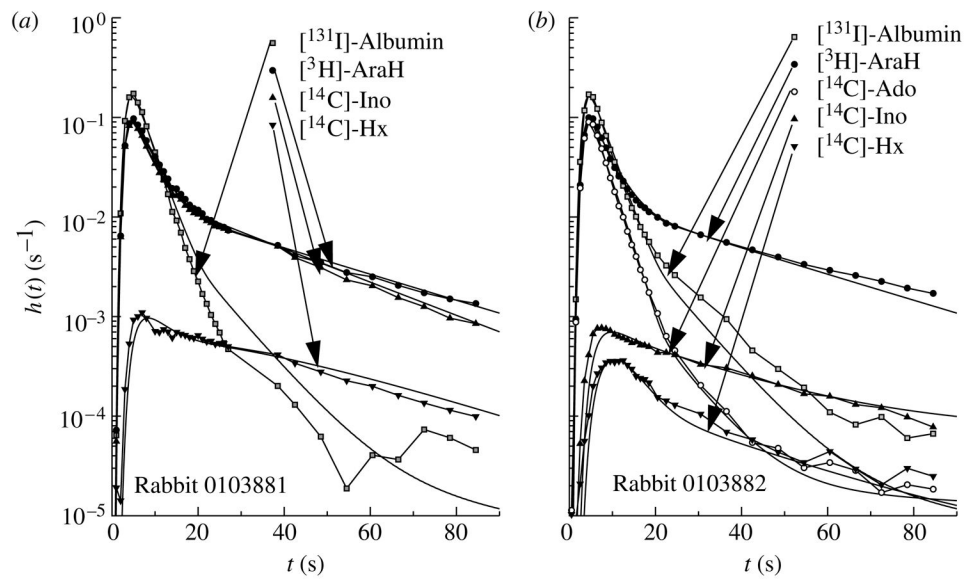 (a)
10⁰
10⁻¹
10⁻²
10⁻³
10⁻⁴
10⁻⁵
h(t) (s⁻¹)
[¹³¹I]-Albumin
[³H]-AraH
[¹⁴C]-Ino
[¹⁴C]-Hx
Rabbit 0103881
0 20 40 60 80
t (s)
(b)
[¹³¹I]-Albumin
[³H]-AraH
[¹⁴C]-Ado
[¹⁴C]-Ino
[¹⁴C]-Hx
Rabbit 0103882
0 20 40 60 80
t (s)